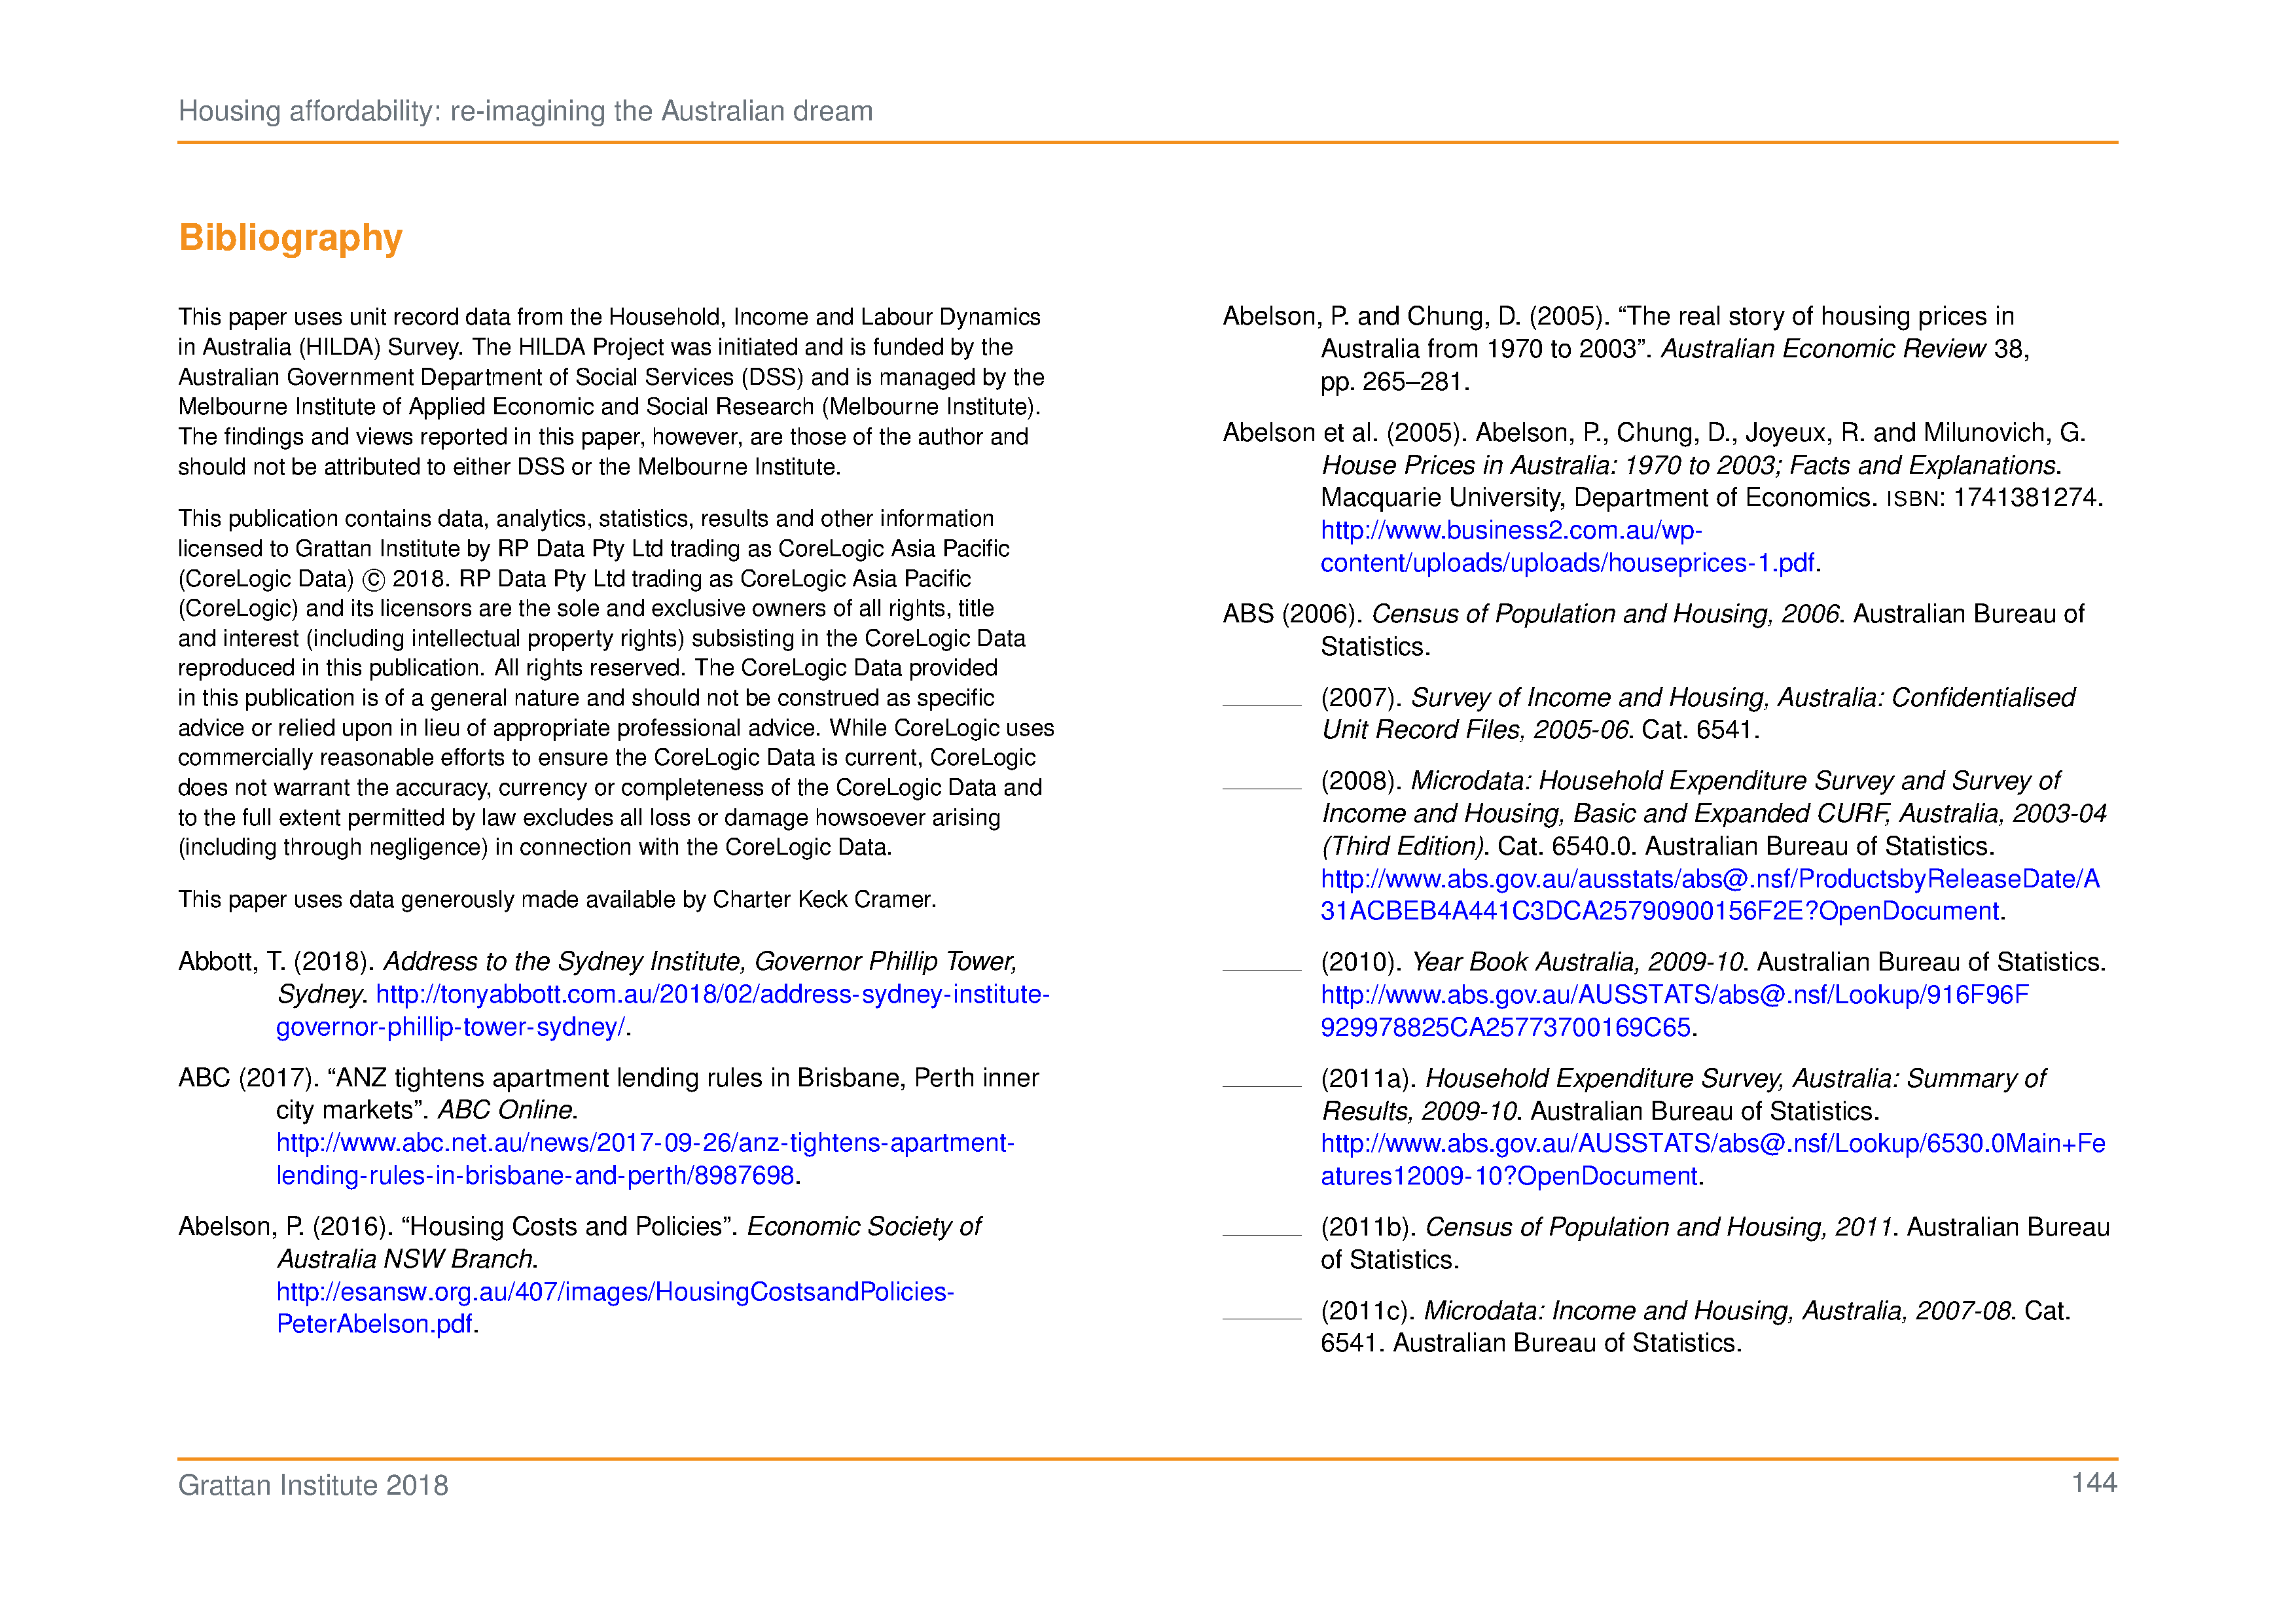 Housing affordability: re-imagining the Australian dream
Bibliography
This paper uses unit record data from the Household, Income and Labour Dynamics
in Australia (HILDA) Survey. The HILDA Project was initiated and is funded by the
Australian Government Department of Social Services (DSS) and is managed by the
Melbourne Institute of Applied Economic and Social Research (Melbourne Institute).
The findings and views reported in this paper, however, are those of the author and
should not be attributed to either DSS or the Melbourne Institute.
This publication contains data, analytics, statistics, results and other information
licensed to Grattan Institute by RP Data Pty Ltd trading as CoreLogic Asia Pacific
(CoreLogic Data) © 2018. RP Data Pty Ltd trading as CoreLogic Asia Pacific
(CoreLogic) and its licensors are the sole and exclusive owners of all rights, title
and interest (including intellectual property rights) subsisting in the CoreLogic Data
reproduced in this publication. All rights reserved. The CoreLogic Data provided
in this publication is of a general nature and should not be construed as specific
advice or relied upon in lieu of appropriate professional advice. While CoreLogic uses
commercially reasonable efforts to ensure the CoreLogic Data is current, CoreLogic
does not warrant the accuracy, currency or completeness of the CoreLogic Data and
to the full extent permitted by law excludes all loss or damage howsoever arising
(including through negligence) in connection with the CoreLogic Data.
This paper uses data generously made available by Charter Keck Cramer.
Abbott, T. (2018). Address to the Sydney Institute, Governor Phillip Tower,
Sydney. http://tonyabbott.com.au/2018/02/address-sydney-institute-
governor-phillip-tower-sydney/.
ABC (2017). “ANZ tightens apartment lending rules in Brisbane, Perth inner
city markets”. ABC Online.
http://www.abc.net.au/news/2017-09-26/anz-tightens-apartment-
lending-rules-in-brisbane-and-perth/8987698.
Abelson, P. (2016). “Housing Costs and Policies”. Economic Society of
Australia NSW Branch.
http://esansw.org.au/407/images/HousingCostsandPolicies-
PeterAbelson.pdf.
Abelson, P. and Chung, D. (2005). “The real story of housing prices in
Australia from 1970 to 2003”. Australian Economic Review 38,
pp. 265–281.
Abelson et al. (2005). Abelson, P., Chung, D., Joyeux, R. and Milunovich, G.
House Prices in Australia: 1970 to 2003; Facts and Explanations.
Macquarie University, Department of Economics. ISBN: 1741381274.
http://www.business2.com.au/wp-
content/uploads/uploads/houseprices-1.pdf.
ABS (2006). Census of Population and Housing, 2006. Australian Bureau of
Statistics.
(2007). Survey of Income and Housing, Australia: Confidentialised
Unit Record Files, 2005-06. Cat. 6541.
(2008). Microdata: Household Expenditure Survey and Survey of
Income and Housing, Basic and Expanded CURF, Australia, 2003-04
(Third Edition). Cat. 6540.0. Australian Bureau of Statistics.
http://www.abs.gov.au/ausstats/abs@.nsf/ProductsbyReleaseDate/A
31ACBEB4A441C3DCA25790900156F2E?OpenDocument.
(2010). Year Book Australia, 2009-10. Australian Bureau of Statistics.
http://www.abs.gov.au/AUSSTATS/abs@.nsf/Lookup/916F96F
929978825CA25773700169C65.
(2011a). Household Expenditure Survey, Australia: Summary of
Results, 2009-10. Australian Bureau of Statistics.
http://www.abs.gov.au/AUSSTATS/abs@.nsf/Lookup/6530.0Main+Fe
atures12009-10?OpenDocument.
(2011b). Census of Population and Housing, 2011. Australian Bureau
of Statistics.
(2011c). Microdata: Income and Housing, Australia, 2007-08. Cat.
6541. Australian Bureau of Statistics.
Grattan Institute 2018
144